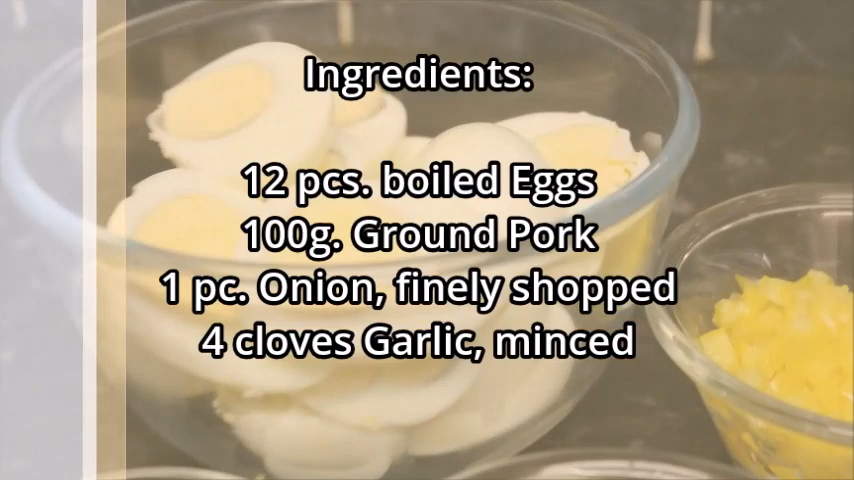 Ingredients:
12 pcs. boiled Eggs
100g. Ground Pork
1 pc. Onion, finely shopped
4 cloves Garlic, minced